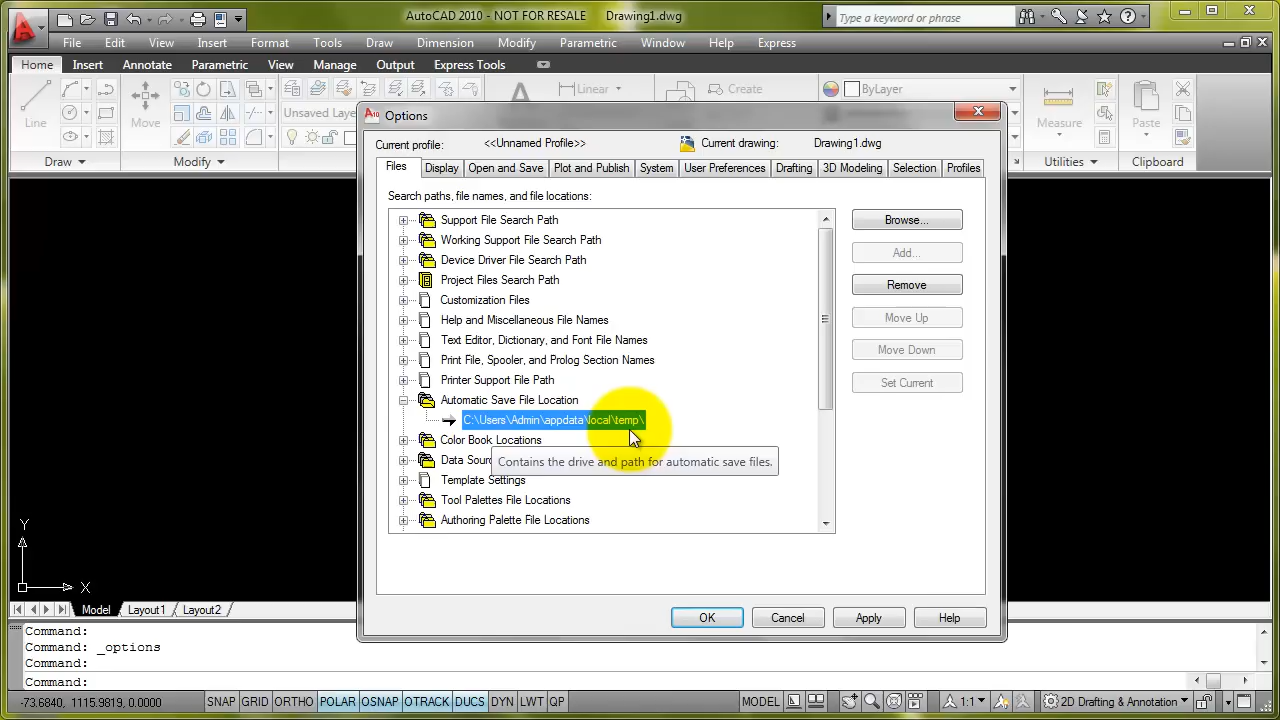 AutoCAD 2010 - NOT FOR RESALE Drawing1.dwg
Type a keyword or phrase
File Edit View Insert Format Tools Draw Dimension Modify Parametric Window Help Express
Home Insert Annotate Parametric View Manage Output Express Tools
Line
Move
Unsaved Layer
Linear
Create
ByLayer
Measure
Paste
Draw
Modify
Utilities
Clipboard
A10 Options
Current profile: <<Unnamed Profile>> Current drawing: Drawing1.dwg
Files Display Open and Save Plot and Publish System User Preferences Drafting 3D Modeling Selection Profiles
Search paths, file names, and file locations:
Support File Search Path
Working Support File Search Path
Device Driver File Search Path
Project Files Search Path
Customization Files
Help and Miscellaneous File Names
Text Editor, Dictionary, and Font File Names
Print File, Spooler, and Prolog Section Names
Printer Support File Path
Automatic Save File Location
C:\Users\Admin\appdata\local\temp\
Color Book Locations
Data Sour
Contains the drive and path for automatic save files.
Template Settings
Tool Palettes File Locations
Authoring Palette File Locations
Browse...
Add...
Remove
Move Up
Move Down
Set Current
OK Cancel Apply Help
Y
X
Model Layout1 Layout2
Command:
Command: _options
Command:
Command:
-73.6840, 1115.9819, 0.0000 SNAP GRID ORTHO POLAR OSNAP OTRACK DUCS DYN LWT QP MODEL 1:1 2D Drafting & Annotation